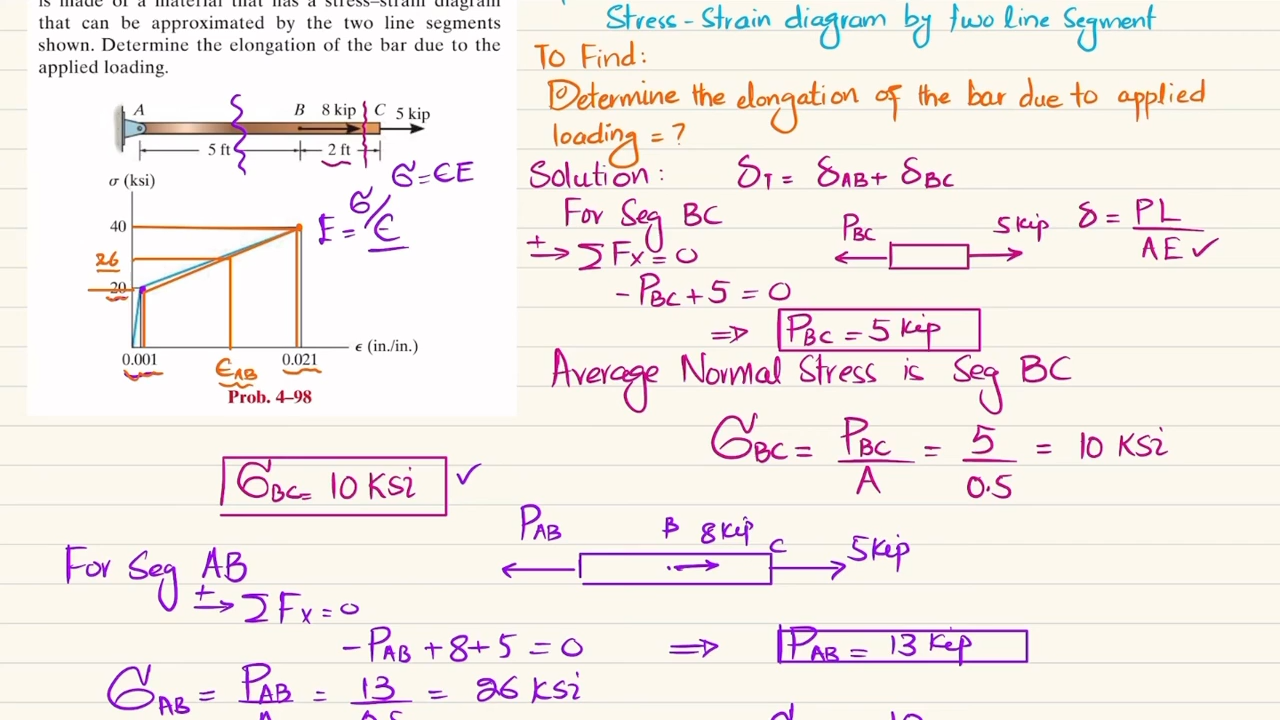 is made of a material that has a stress–strain diagram
that can be approximated by the two line segments
shown. Determine the elongation of the bar due to the
applied loading.
A
B 8 kip C 5 kip
5 ft 2 ft
σ (ksi)
σ = ϵE
E = σ/ϵ
40
26
20
0.001 ϵAB 0.021 ϵ (in./in.)
Prob. 4–98
Stress-Strain diagram by two line Segment
To Find:
Determine the elongation of the bar due to applied
loading = ?
Solution: δT = δAB + δBC
For Seg BC
PBC 5kip δ = PL/AE ✓
+→ ΣFx = 0
-PBC + 5 = 0
⇒ PBC = 5 kip
Average Normal Stress is Seg BC
σBC = PBC/A = 5/0.5 = 10 KSi
σBC = 10 KSi ✓
PAB B 8kip C 5kip
For Seg AB
+→ ΣFx = 0
-PAB + 8 + 5 = 0 ⇒ PAB = 13 kip
σAB = PAB/A = 13/0.5 = 26 KSi